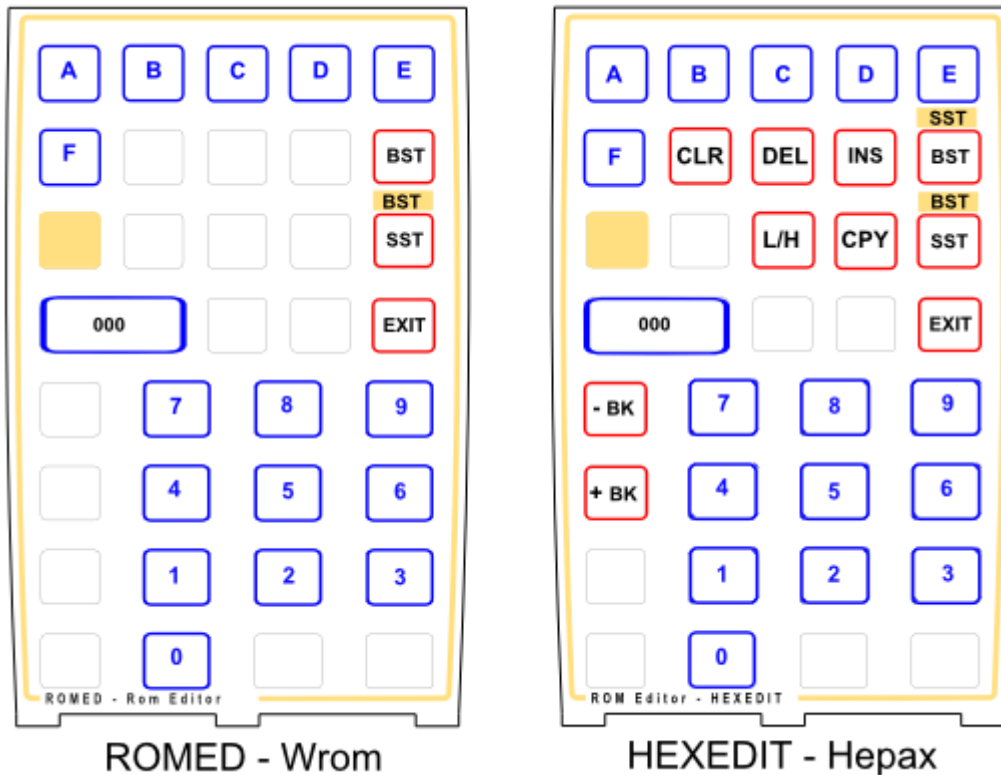 A B C D E
F BST
BST
SST
000 EXIT
7 8 9
4 5 6
1 2 3
0
ROMED - Rom Editor
ROMED - Wrom
A B C D E
SST
F CLR DEL INS BST
BST
L/H CPY SST
000 EXIT
- BK 7 8 9
+ BK 4 5 6
1 2 3
0
ROM Editor - HEXEDIT
HEXEDIT - Hepax